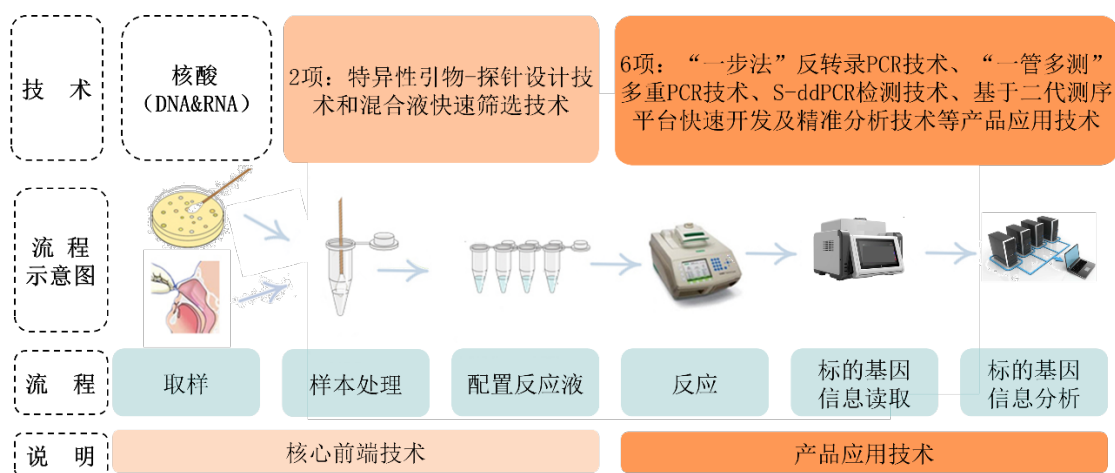 技 术
核酸
（DNA&RNA）
2项：特异性引物-探针设计技
术和混合液快速筛选技术
6项：“一步法”反转录PCR技术、“一管多测”
多重PCR技术、S-ddPCR检测技术、基于二代测序
平台快速开发及精准分析技术等产品应用技术
流 程
示意图
流 程
取样
样本处理
配置反应液
反应
标的基因
信息读取
标的基因
信息分析
说 明
核心前端技术
产品应用技术